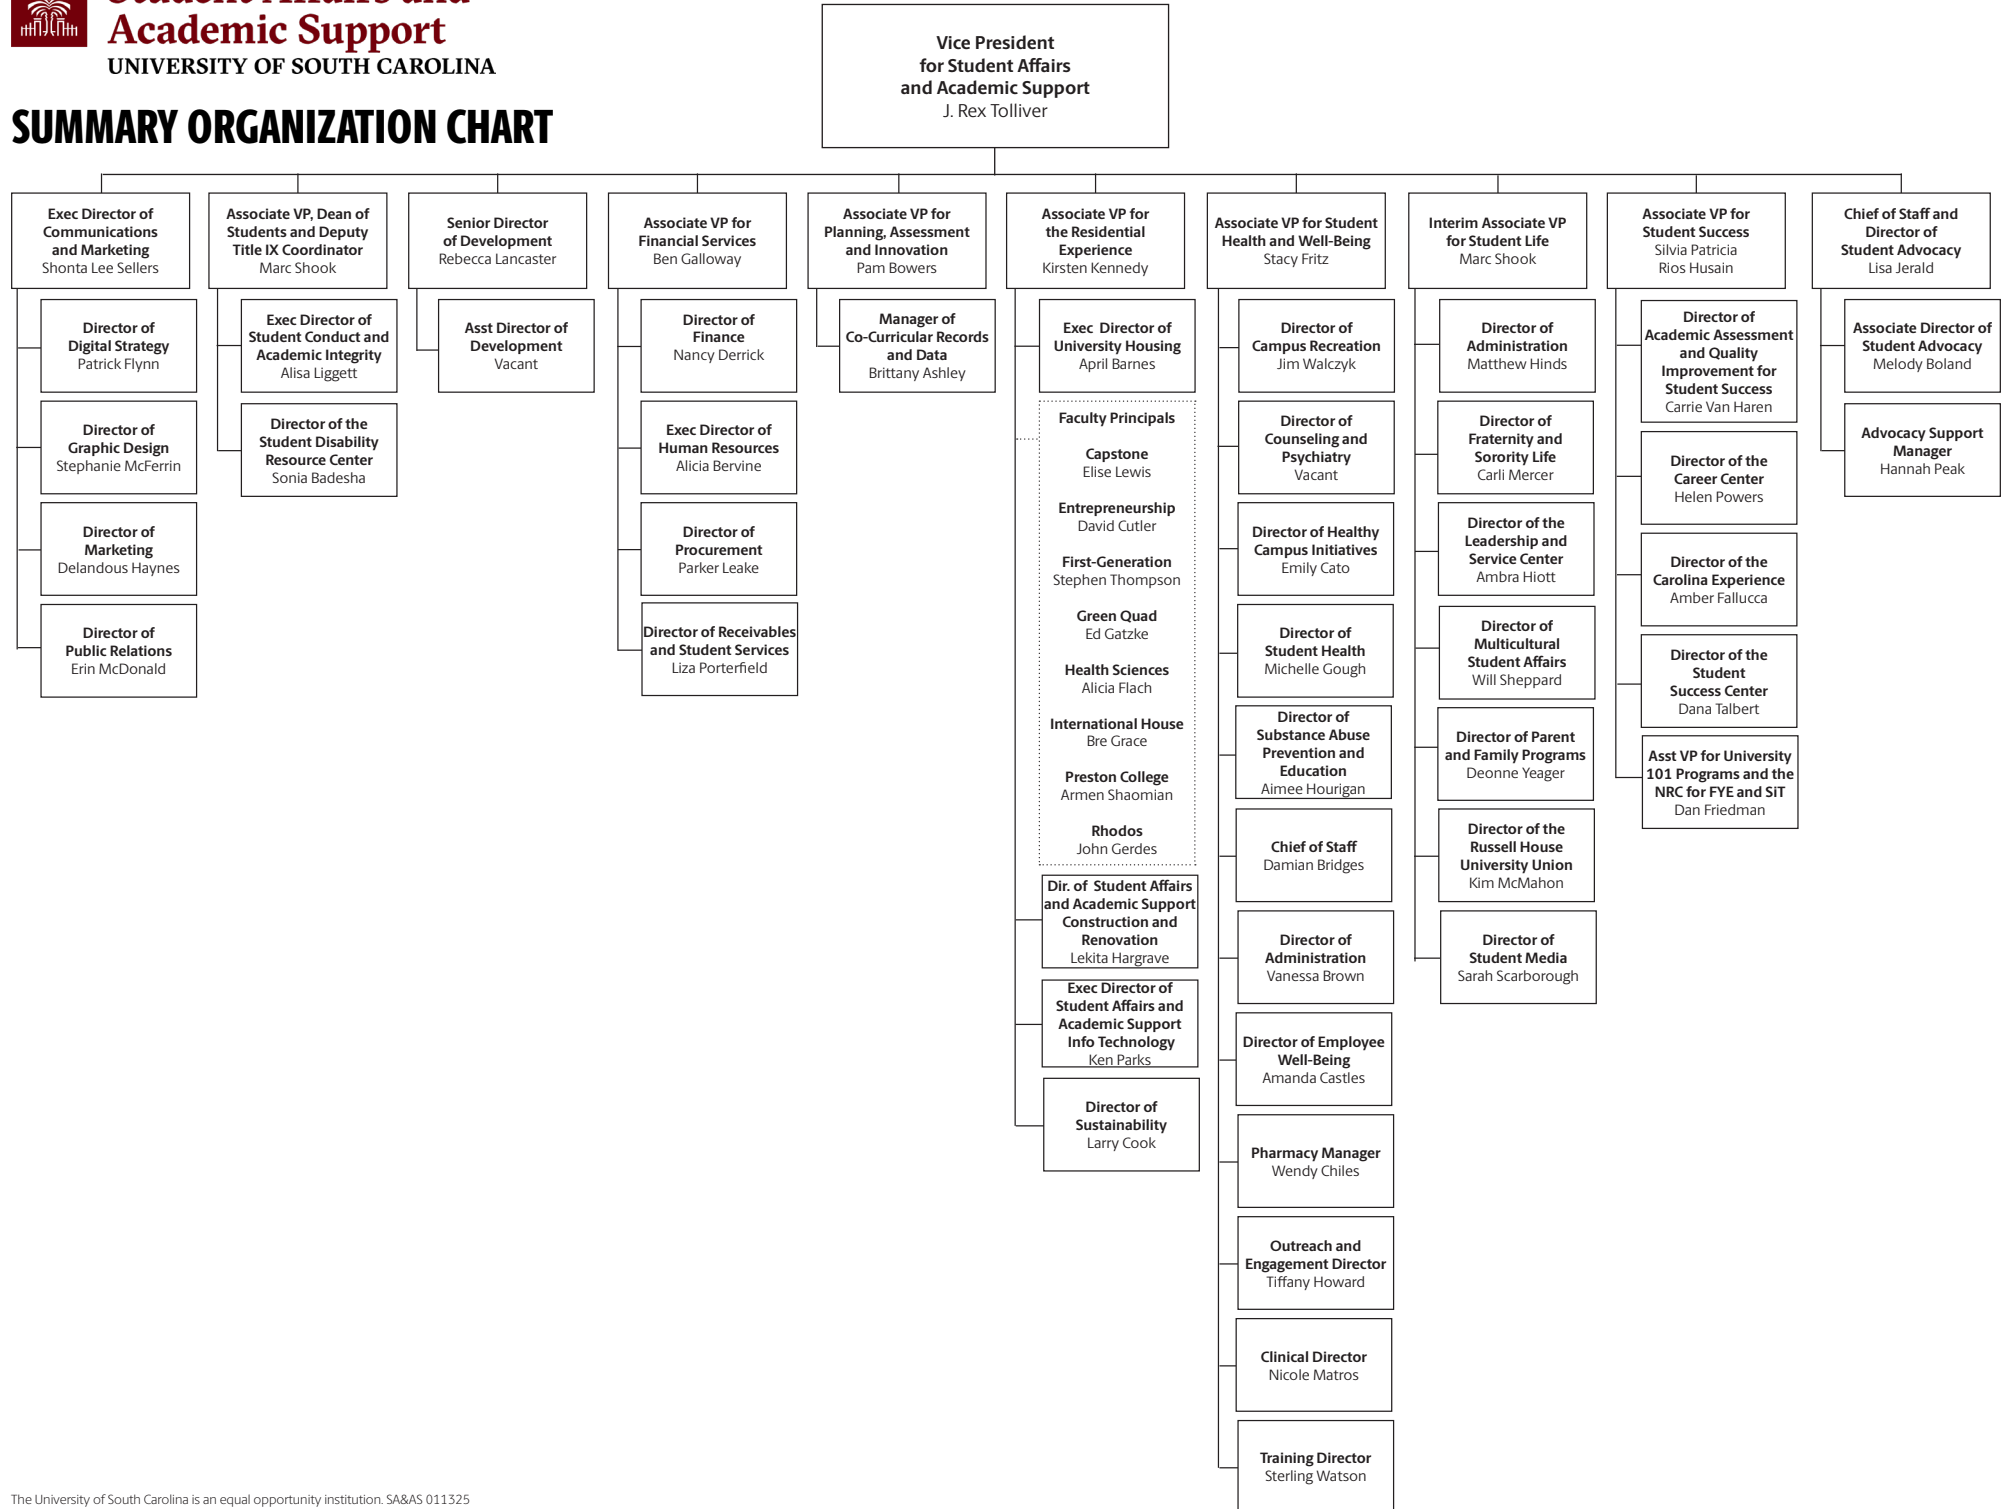 Student Affairs and
Academic Support
UNIVERSITY OF SOUTH CAROLINA
SUMMARY ORGANIZATION CHART
Vice President
for Student Affairs
and Academic Support
J. Rex Tolliver
Exec Director of
Communications
and Marketing
Shonta Lee Sellers
Director of
Digital Strategy
Patrick Flynn
Director of
Graphic Design
Stephanie McFerrin
Director of
Marketing
Delandous Haynes
Director of
Public Relations
Erin McDonald
Associate VP, Dean of
Students and Deputy
Title IX Coordinator
Marc Shook
Exec Director of
Student Conduct and
Academic Integrity
Alisa Liggett
Director of the
Student Disability
Resource Center
Sonia Badesha
Senior Director
of Development
Rebecca Lancaster
Asst Director of
Development
Vacant
Associate VP for
Financial Services
Ben Galloway
Director of
Finance
Nancy Derrick
Exec Director of
Human Resources
Alicia Bervine
Director of
Procurement
Parker Leake
Director of Receivables
and Student Services
Liza Porterfield
Associate VP for
Planning, Assessment
and Innovation
Pam Bowers
Manager of
Co-Curricular Records
and Data
Brittany Ashley
Associate VP for
the Residential
Experience
Kirsten Kennedy
Exec Director of
University Housing
April Barnes
Faculty Principals
Capstone
Elise Lewis
Entrepreneurship
David Cutler
First-Generation
Stephen Thompson
Green Quad
Ed Gatzke
Health Sciences
Alicia Flach
International House
Bre Grace
Preston College
Armen Shaomian
Rhodos
John Gerdes
Dir. of Student Affairs
and Academic Support
Construction and
Renovation
Lekita Hargrave
Exec Director of
Student Affairs and
Academic Support
Info Technology
Ken Parks
Director of
Sustainability
Larry Cook
Associate VP for Student
Health and Well-Being
Stacy Fritz
Director of
Campus Recreation
Jim Walczyk
Director of
Counseling and
Psychiatry
Vacant
Director of Healthy
Campus Initiatives
Emily Cato
Director of
Student Health
Michelle Gough
Director of
Substance Abuse
Prevention and
Education
Aimee Hourigan
Chief of Staff
Damian Bridges
Director of
Administration
Vanessa Brown
Director of Employee
Well-Being
Amanda Castles
Pharmacy Manager
Wendy Chiles
Outreach and
Engagement Director
Tiffany Howard
Clinical Director
Nicole Matros
Training Director
Sterling Watson
Interim Associate VP
for Student Life
Marc Shook
Director of
Administration
Matthew Hinds
Director of
Fraternity and
Sorority Life
Carli Mercer
Director of the
Leadership and
Service Center
Ambra Hiott
Director of
Multicultural
Student Affairs
Will Sheppard
Director of Parent
and Family Programs
Deonne Yeager
Director of the
Russell House
University Union
Kim McMahon
Director of
Student Media
Sarah Scarborough
Associate VP for
Student Success
Silvia Patricia
Rios Husain
Director of
Academic Assessment
and Quality
Improvement for
Student Success
Carrie Van Haren
Director of the
Career Center
Helen Powers
Director of the
Carolina Experience
Amber Fallucca
Director of the
Student
Success Center
Dana Talbert
Asst VP for University
101 Programs and the
NRC for FYE and SiT
Dan Friedman
Chief of Staff and
Director of
Student Advocacy
Lisa Jerald
Associate Director of
Student Advocacy
Melody Boland
Advocacy Support
Manager
Hannah Peak
The University of South Carolina is an equal opportunity institution. SA&AS 011325